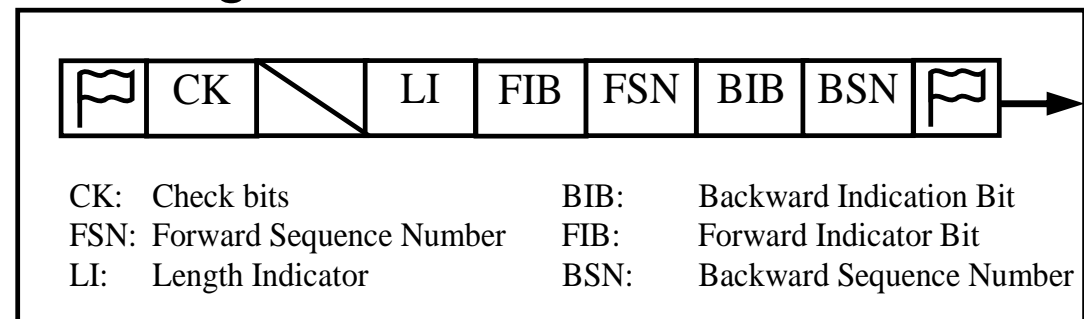 CK LI FIB FSN BIB BSN
CK: Check bits BIB: Backward Indication Bit
FSN: Forward Sequence Number FIB: Forward Indicator Bit
LI: Length Indicator BSN: Backward Sequence Number